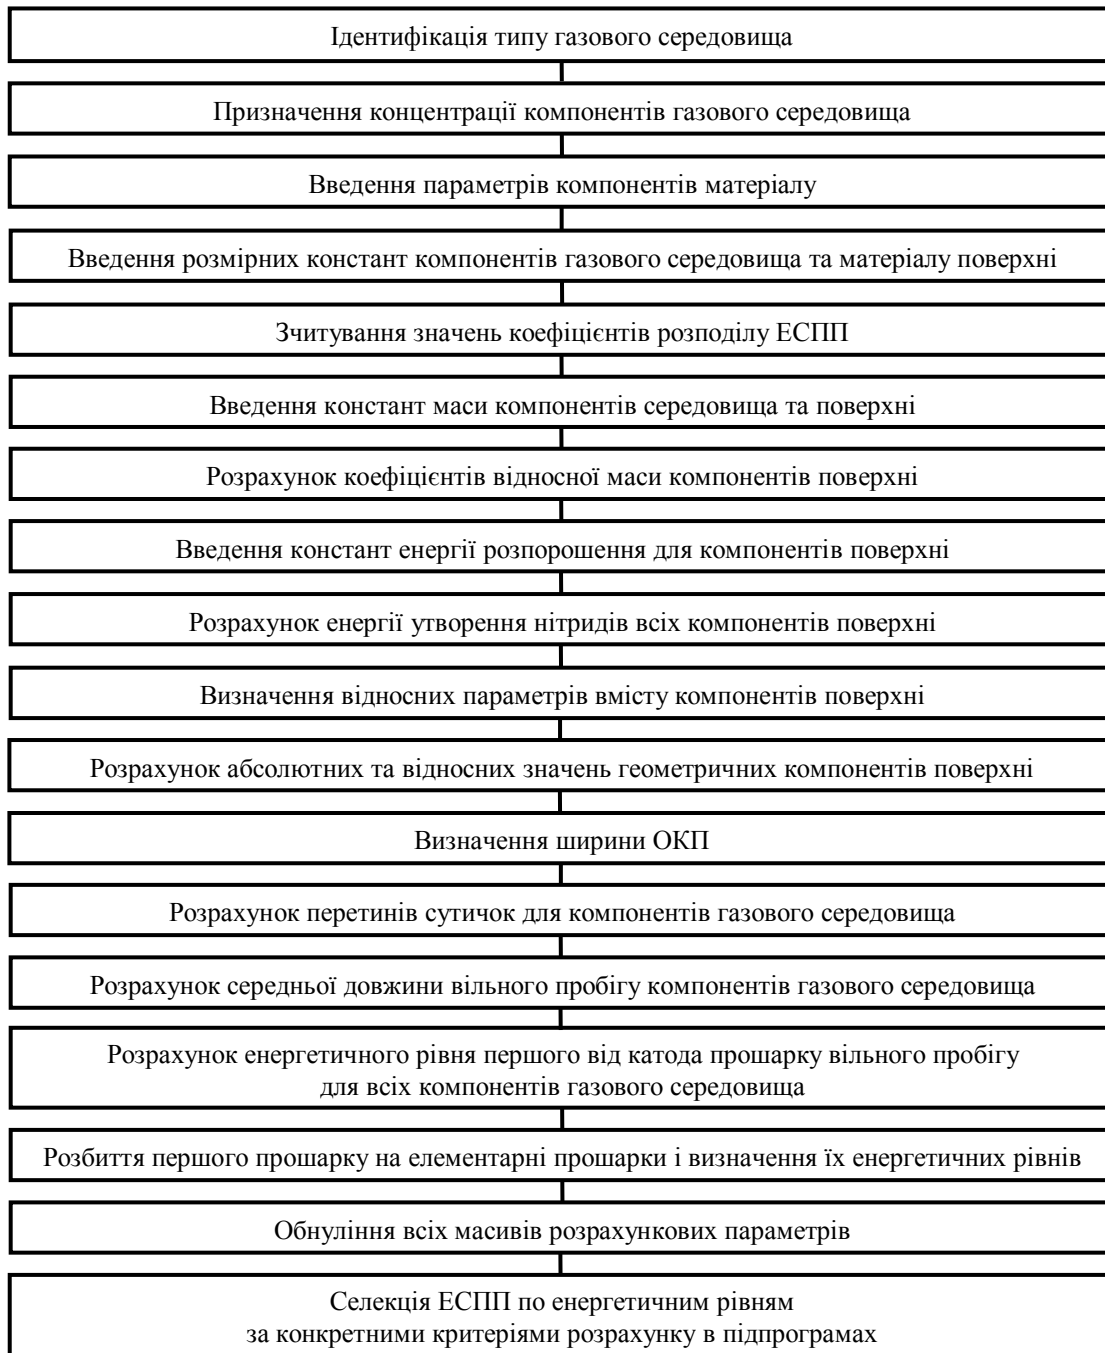 Ідентифікація типу газового середовища
Призначення концентрації компонентів газового середовища
Введення параметрів компонентів матеріалу
Введення розмірних констант компонентів газового середовища та матеріалу поверхні
Зчитування значень коефіцієнтів розподілу ЕСПП
Введення констант маси компонентів середовища та поверхні
Розрахунок коефіцієнтів відносної маси компонентів поверхні
Введення констант енергії розпорошення для компонентів поверхні
Розрахунок енергії утворення нітридів всіх компонентів поверхні
Визначення відносних параметрів вмісту компонентів поверхні
Розрахунок абсолютних та відносних значень геометричних компонентів поверхні
Визначення ширини ОКП
Розрахунок перетинів сутичок для компонентів газового середовища
Розрахунок середньої довжини вільного пробігу компонентів газового середовища
Розрахунок енергетичного рівня першого від катода прошарку вільного пробігу
для всіх компонентів газового середовища
Розбиття першого прошарку на елементарні прошарки і визначення їх енергетичних рівнів
Обнуління всіх масивів розрахункових параметрів
Селекція ЕСПП по енергетичним рівням
за конкретними критеріями розрахунку в підпрограмах